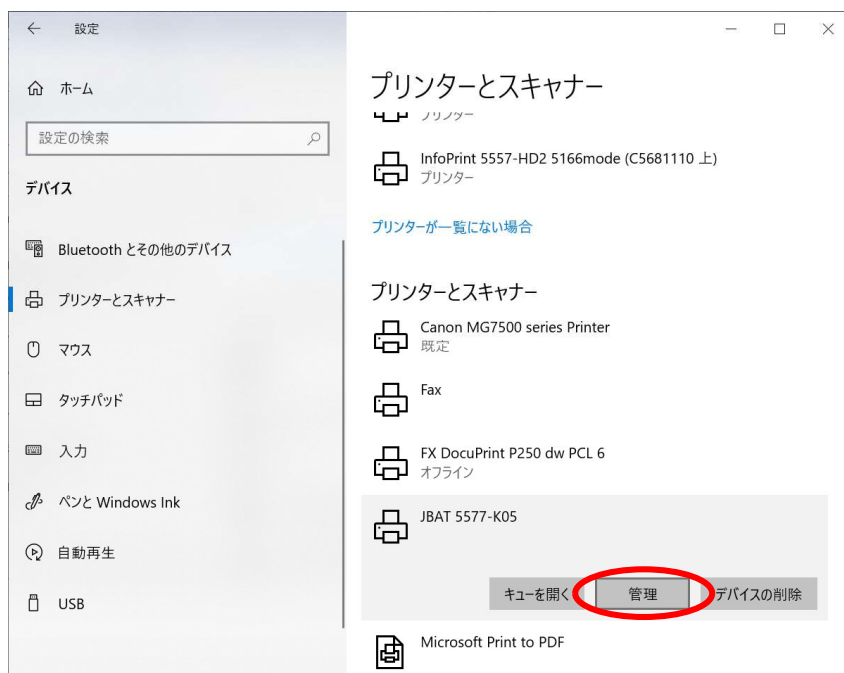 設定
ホーム
設定の検索
デバイス
Bluetooth とその他のデバイス
プリンターとスキャナー
マウス
タッチパッド
入力
ペンと Windows Ink
自動再生
USB
プリンターとスキャナー
プリンター
InfoPrint 5557-HD2 5166mode (C5681110 上)
プリンター
プリンターが一覧にない場合
プリンターとスキャナー
Canon MG7500 series Printer
既定
Fax
FX DocuPrint P250 dw PCL 6
オフライン
JBAT 5577-K05
キューを開く 管理 デバイスの削除
Microsoft Print to PDF